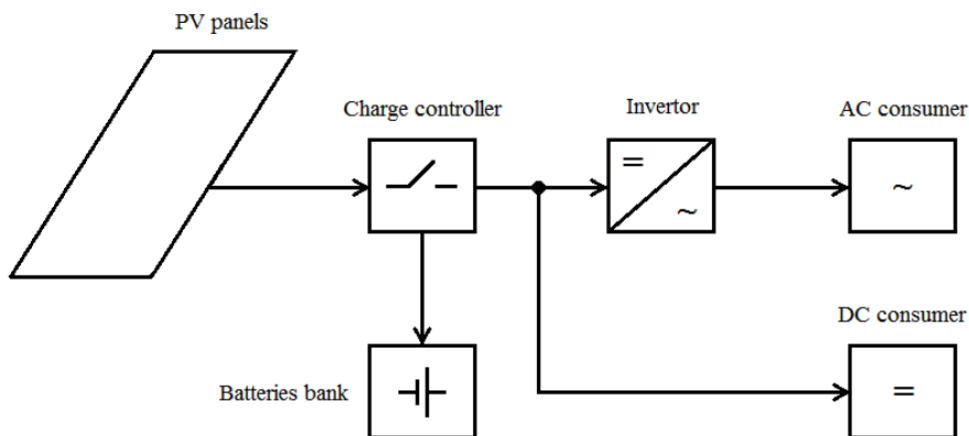 PV panels
Charge controller
Invertor
AC consumer
=
~
~
DC consumer
Batteries bank
=